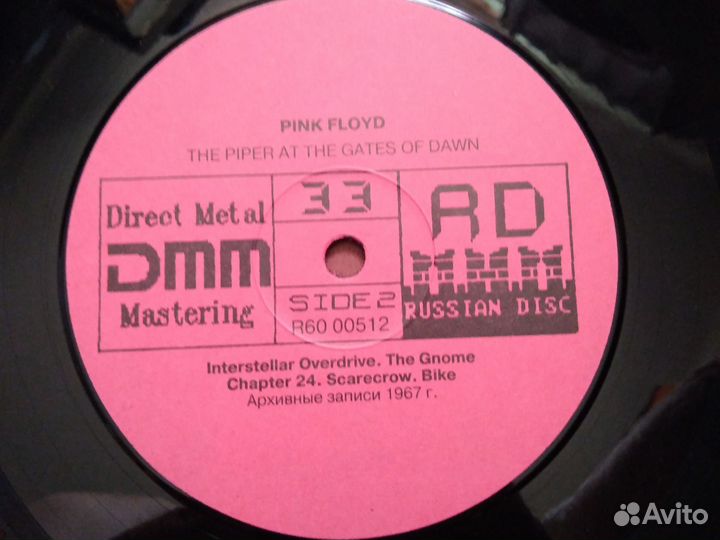 PINK FLOYD
THE PIPER AT THE GATES OF DAWN
Direct Metal
DMM
Mastering
33
SIDE 2
R60 00512
RD
RUSSIAN DISC
Interstellar Overdrive. The Gnome
Chapter 24. Scarecrow. Bike
Архивные записи 1967 г.
Avito